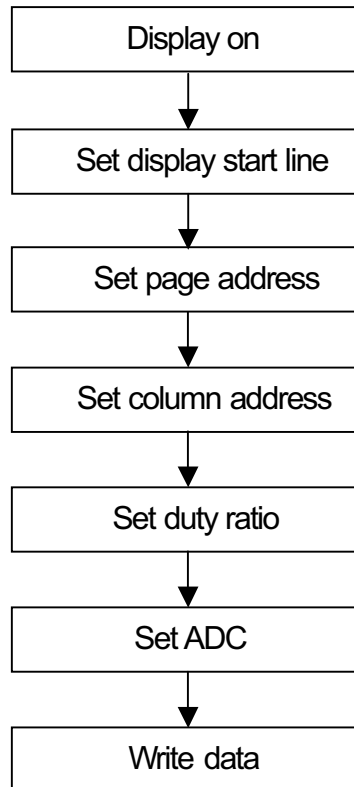 Display on
Set display start line
Set page address
Set column address
Set duty ratio
Set ADC
Write data